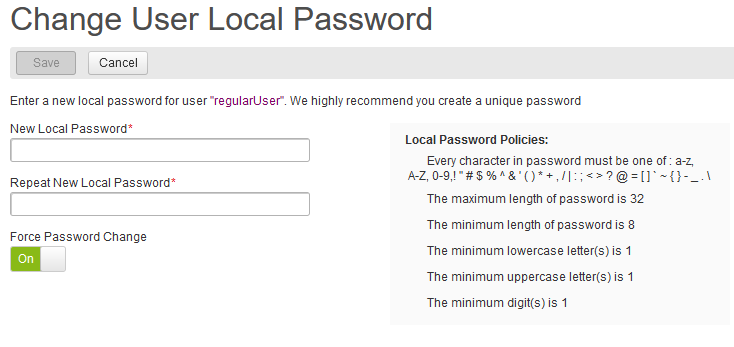 Change User Local Password
Save Cancel
Enter a new local password for user "regularUser". We highly recommend you create a unique password
New Local Password*
Repeat New Local Password*
Force Password Change
On
Local Password Policies:
Every character in password must be one of : a-z,
A-Z, 0-9,! " # $ % ^ & ' ( ) * + , / | : ; < > ? @ = [ ] ` ~ { } - _ . \
The maximum length of password is 32
The minimum length of password is 8
The minimum lowercase letter(s) is 1
The minimum uppercase letter(s) is 1
The minimum digit(s) is 1